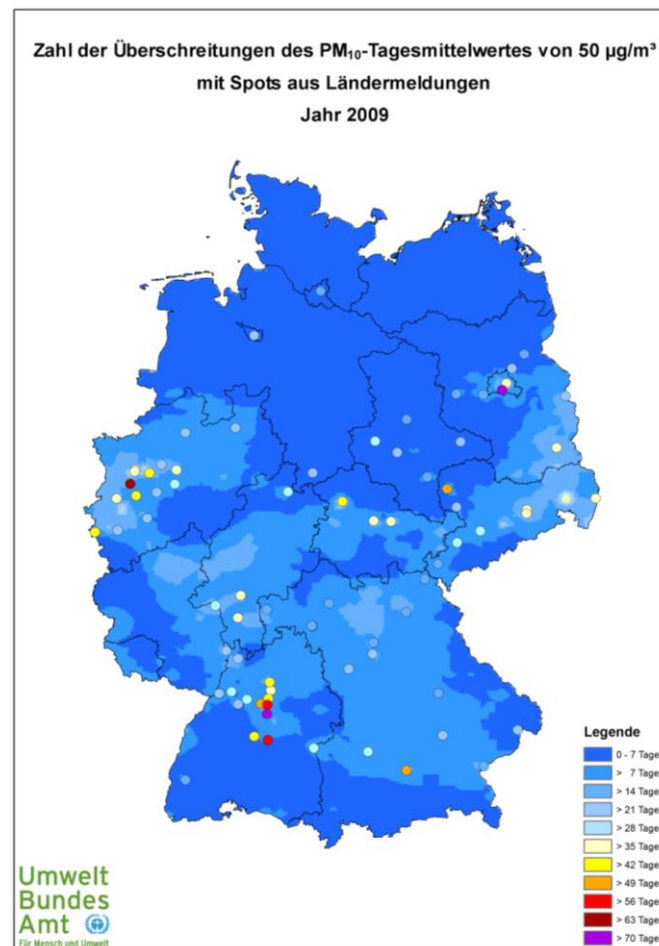 Zahl der Überschreitungen des PM₁₀-Tagesmittelwertes von 50 µg/m³
mit Spots aus Ländermeldungen
Jahr 2009
Legende
0 - 7 Tage
> 7 Tage
> 14 Tage
> 21 Tage
> 28 Tage
> 35 Tage
> 42 Tage
> 49 Tage
> 56 Tage
> 63 Tage
> 70 Tage
Umwelt
Bundes
Amt
Für Mensch und Umwelt